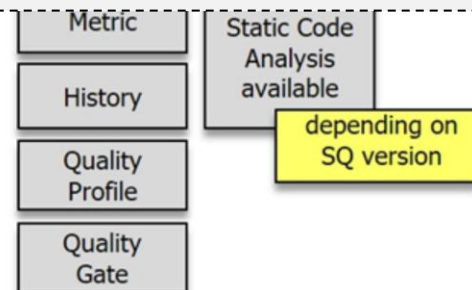 Metric
History
Quality
Profile
Quality
Gate
Static Code
Analysis
available
depending on
SQ version